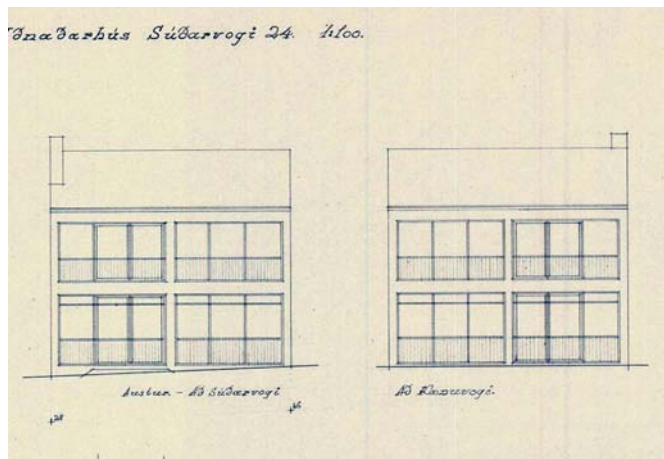 Iðnaðarhús Súðarvogi 24. 1:100.
Austur - Að Súðarvogi
Að Kænuvogi.